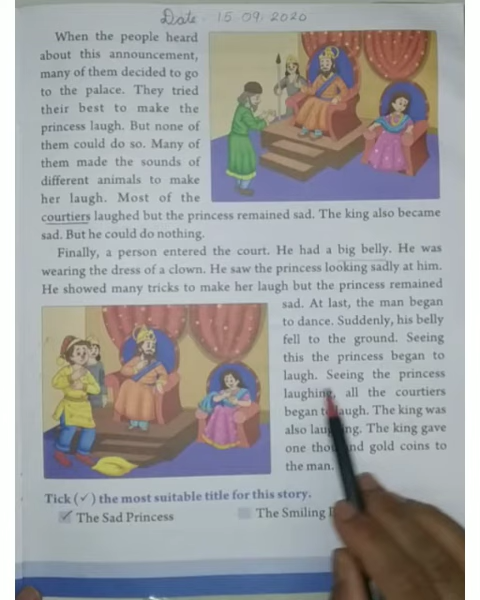 Date : 15.09.2020
When the people heard
about this announcement,
many of them decided to go
to the palace. They tried
their best to make the
princess laugh. But none of
them could do so. Many of
them made the sounds of
different animals to make
her laugh. Most of the
courtiers laughed but the princess remained sad. The king also became
sad. But he could do nothing.
Finally, a person entered the court. He had a big belly. He was
wearing the dress of a clown. He saw the princess looking sadly at him.
He showed many tricks to make her laugh but the princess remained
sad. At last, the man began
to dance. Suddenly, his belly
fell to the ground. Seeing
this the princess began to
laugh. Seeing the princess
laughing, all the courtiers
began to laugh. The king was
also laughing. The king gave
one thousand gold coins to
the man.
Tick (✓) the most suitable title for this story.
✓ The Sad Princess
The Smiling